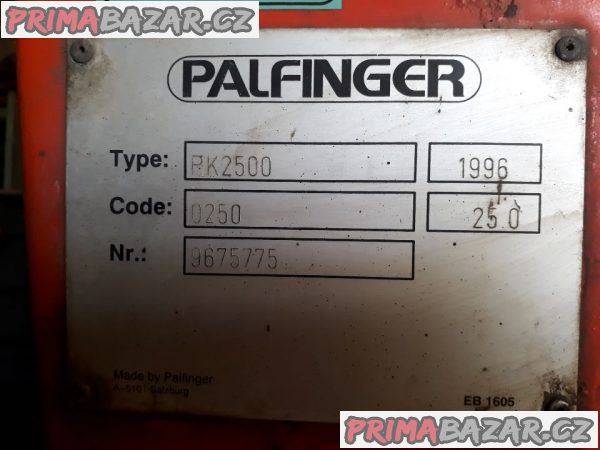 PRIMABAZAR.CZ
PALFINGER
Type: PK2500 1996
Code: 0250 25.0
Nr.: 9675775
Made by Palfinger
Salzburg
EB 1605
PRIMABAZAR.CZ